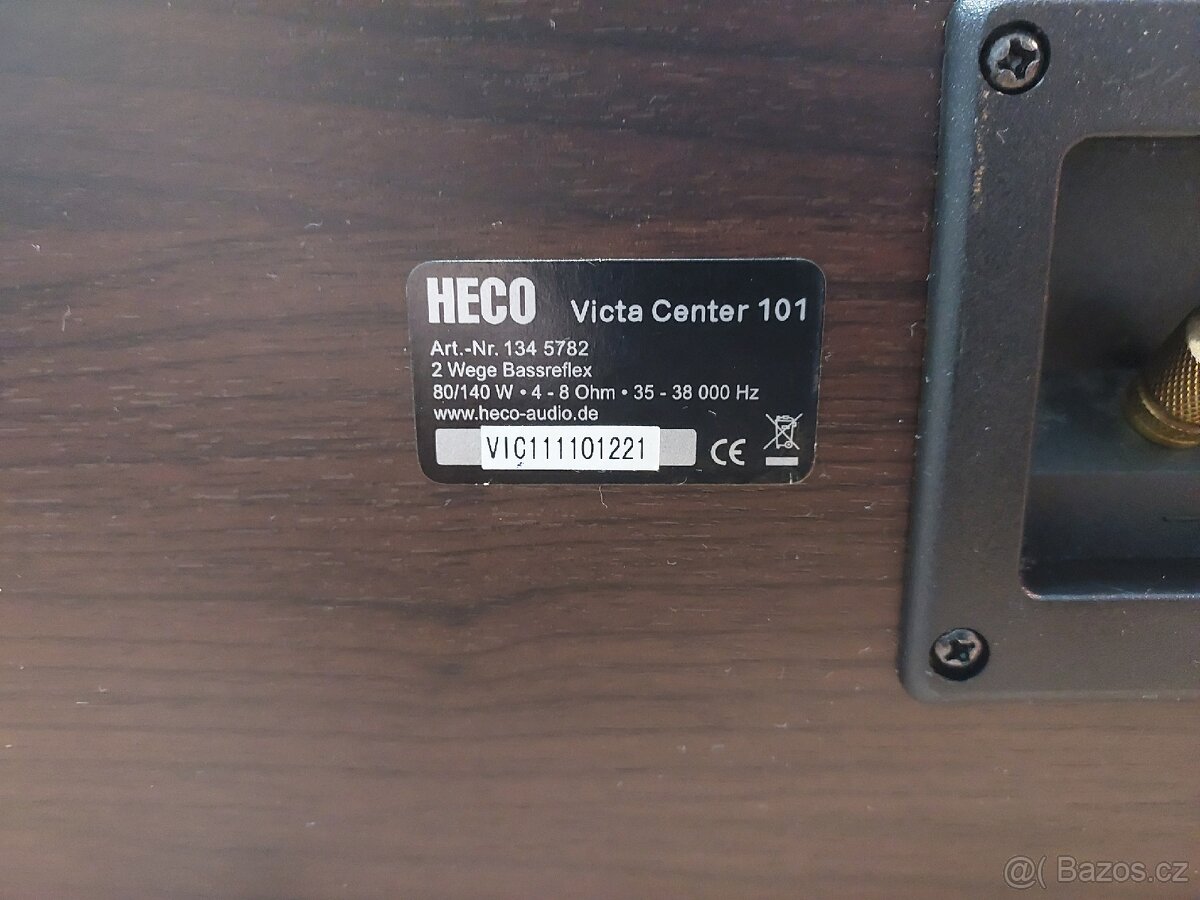 HECO Victa Center 101
Art.-Nr. 134 5782
2 Wege Bassreflex
80/140 W • 4 - 8 Ohm • 35 - 38 000 Hz
www.heco-audio.de
VIC111101221 CE
@( Bazos.cz